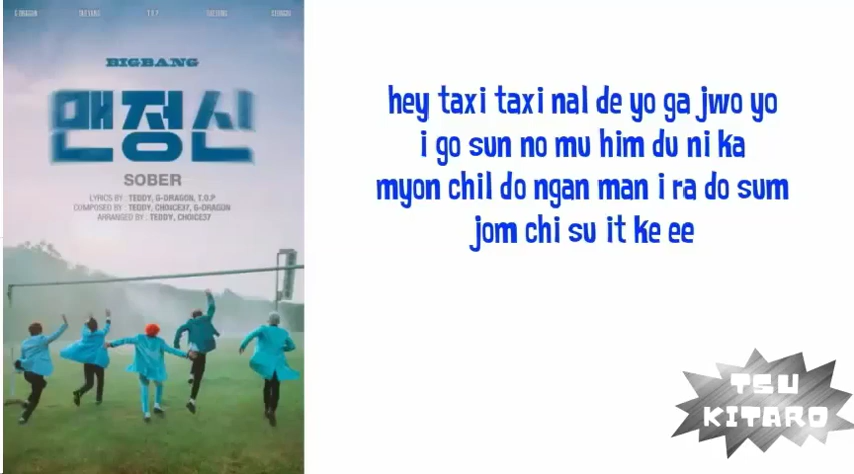 G-DRAGON
T.O.P
BIGBANG
맨정신
SOBER
LYRICS BY : TEDDY, G-DRAGON, T.O.P
COMPOSED BY : TEDDY, CHOICE37, G-DRAGON
ARRANGED BY : TEDDY, CHOICE37
hey taxi taxi nal de yo ga jwo yo
i go sun no mu him du ni ka
myon chil do ngan man i ra do sum
jom chi su it ke ee
TSU
KITARO